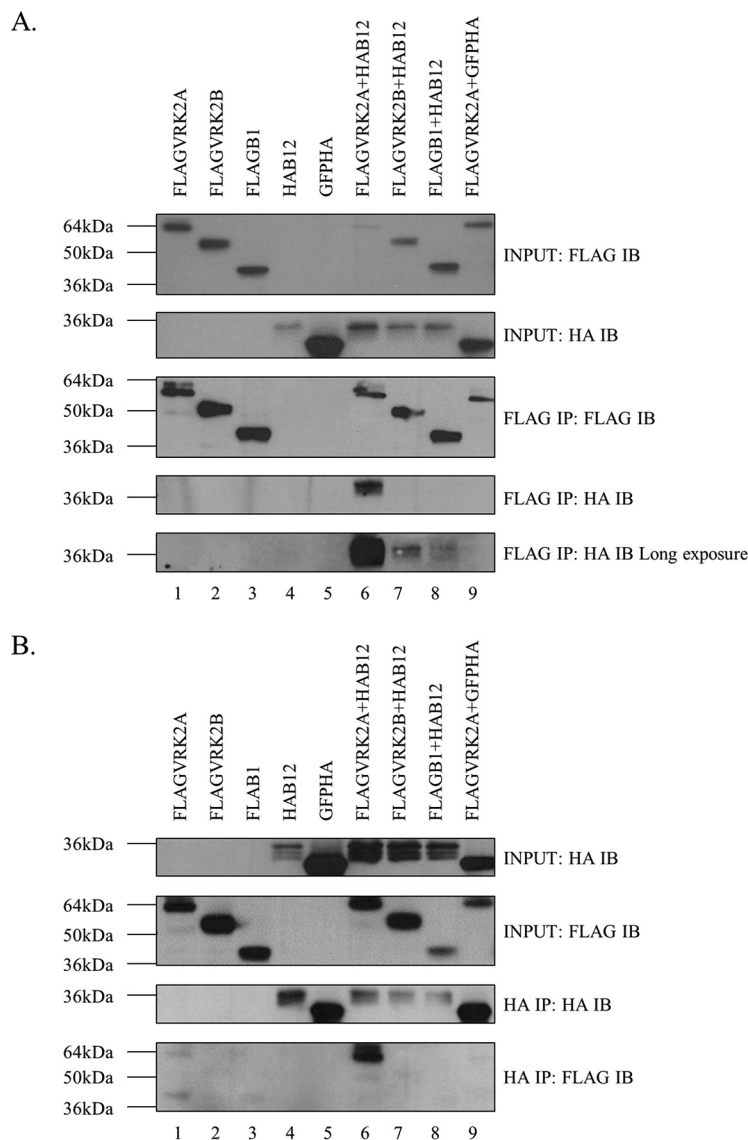 A.
FLAGVRK2A
FLAGVRK2B
FLAGB1
HAB12
GFPHA
FLAGVRK2A+HAB12
FLAGVRK2B+HAB12
FLAGB1+HAB12
FLAGVRK2A+GFPHA
64kDa
50kDa
36kDa
INPUT: FLAG IB
36kDa
INPUT: HA IB
64kDa
50kDa
36kDa
FLAG IP: FLAG IB
36kDa
FLAG IP: HA IB
36kDa
FLAG IP: HA IB Long exposure
1 2 3 4 5 6 7 8 9
B.
FLAGVRK2A
FLAGVRK2B
FLAB1
HAB12
GFPHA
FLAGVRK2A+HAB12
FLAGVRK2B+HAB12
FLAGB1+HAB12
FLAGVRK2A+GFPHA
36kDa
INPUT: HA IB
64kDa
50kDa
36kDa
INPUT: FLAG IB
36kDa
HA IP: HA IB
64kDa
50kDa
36kDa
HA IP: FLAG IB
1 2 3 4 5 6 7 8 9